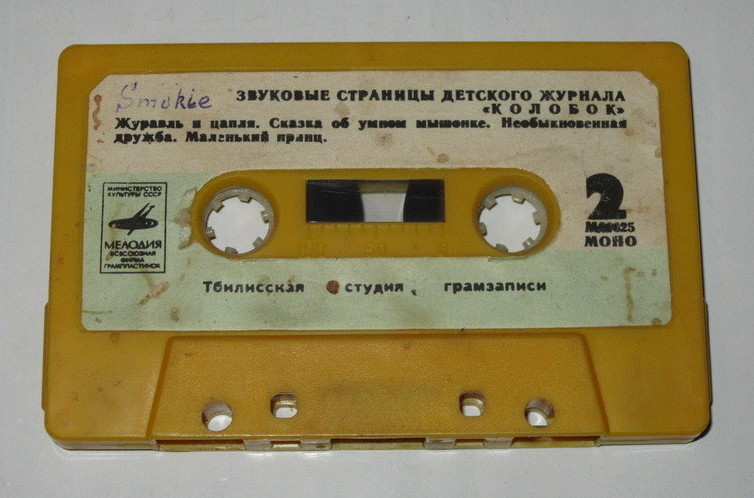 Smokie
ЗВУКОВЫЕ СТРАНИЦЫ ДЕТСКОГО ЖУРНАЛА
«КОЛОБОК»
Журавль и цапля. Сказка об умном мышонке. Необыкновенная
дружба. Маленький принц.
МИНИСТЕРСТВО
КУЛЬТУРЫ СССР
МЕЛОДИЯ
ВСЕСОЮЗНАЯ
ФИРМА
ГРАМПЛАСТИНОК
2
МОНО
Тбилисская студия грамзаписи